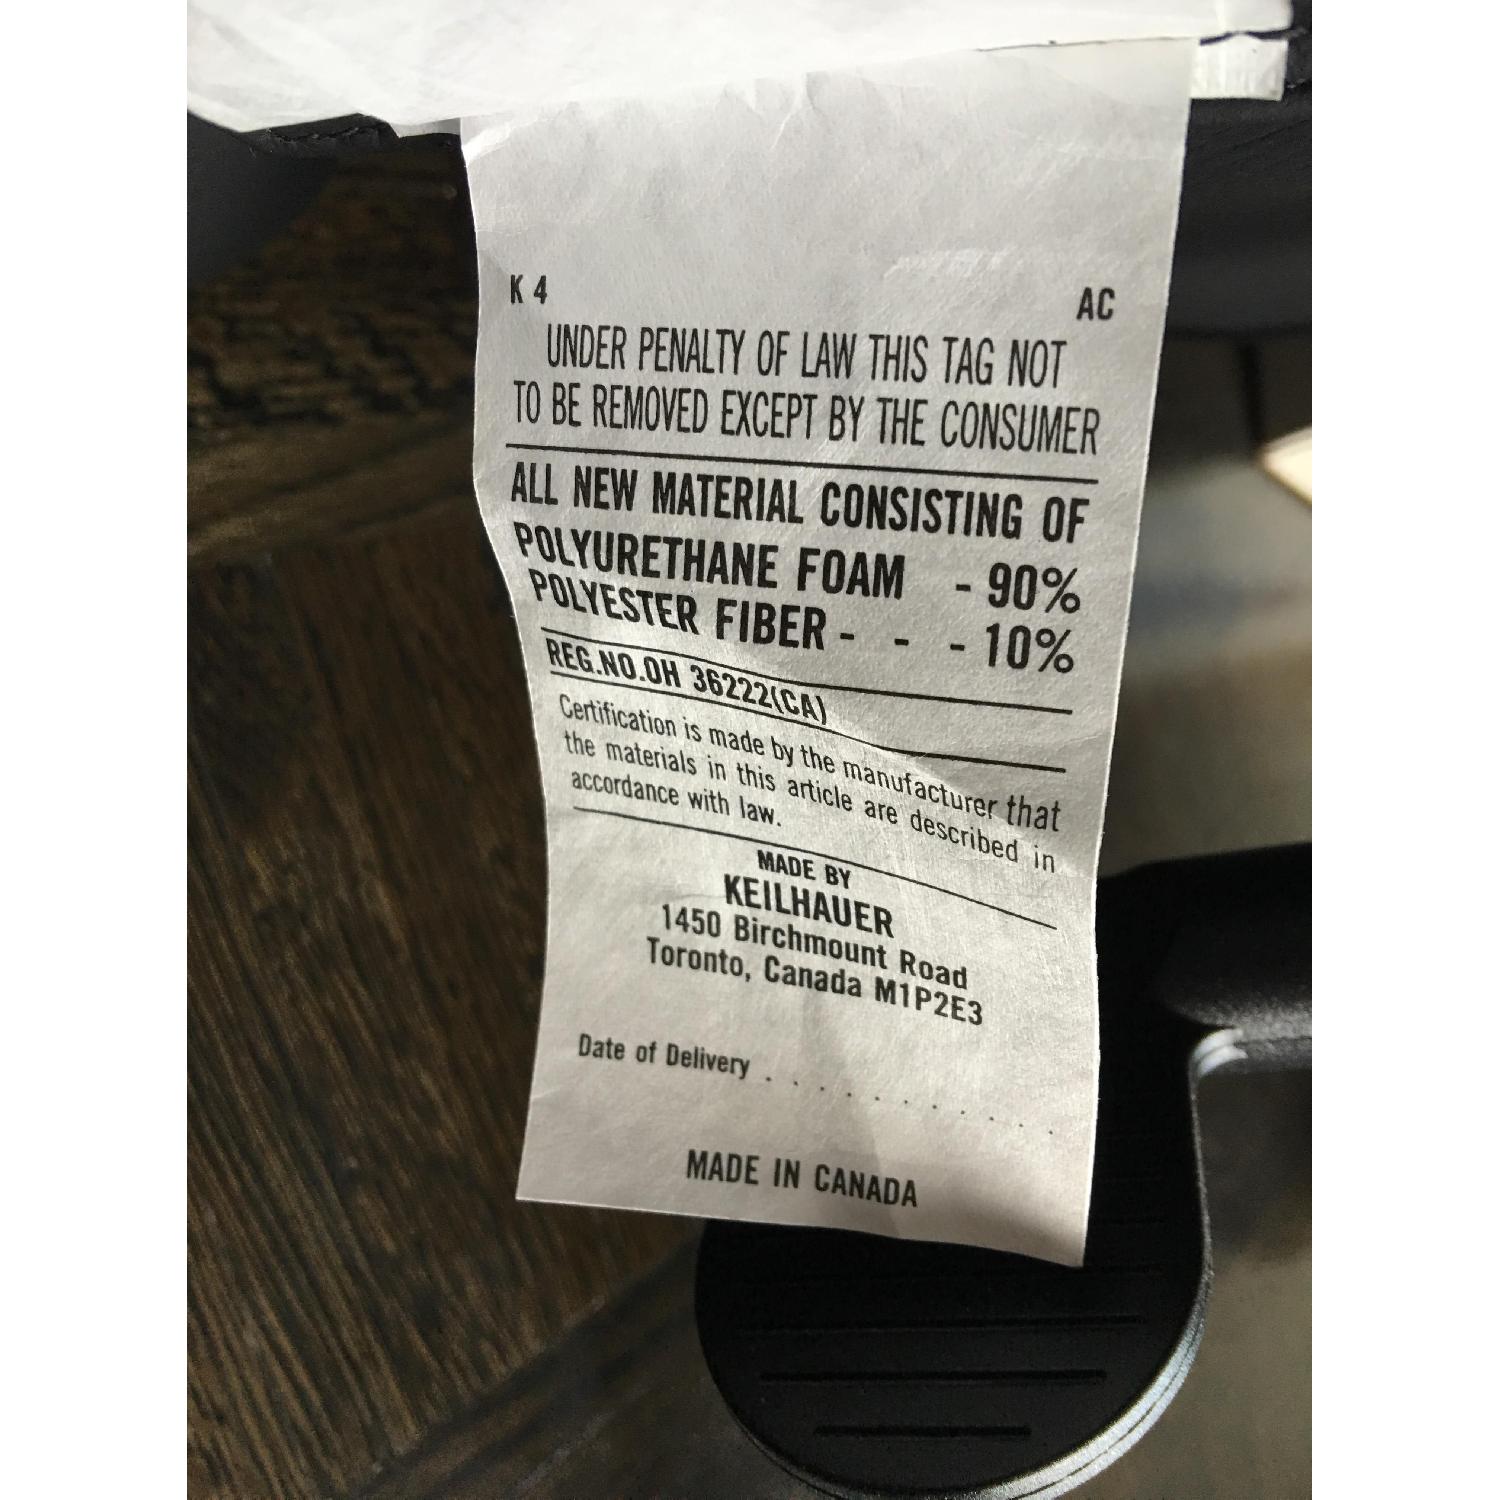 K 4 AC
UNDER PENALTY OF LAW THIS TAG NOT
TO BE REMOVED EXCEPT BY THE CONSUMER
ALL NEW MATERIAL CONSISTING OF
POLYURETHANE FOAM - 90%
POLYESTER FIBER - - - 10%
REG.NO.OH 36222(CA)
Certification is made by the manufacturer that
the materials in this article are described in
accordance with law.
MADE BY
KEILHAUER
1450 Birchmount Road
Toronto, Canada M1P2E3
Date of Delivery . . . . . . . . . . .
MADE IN CANADA